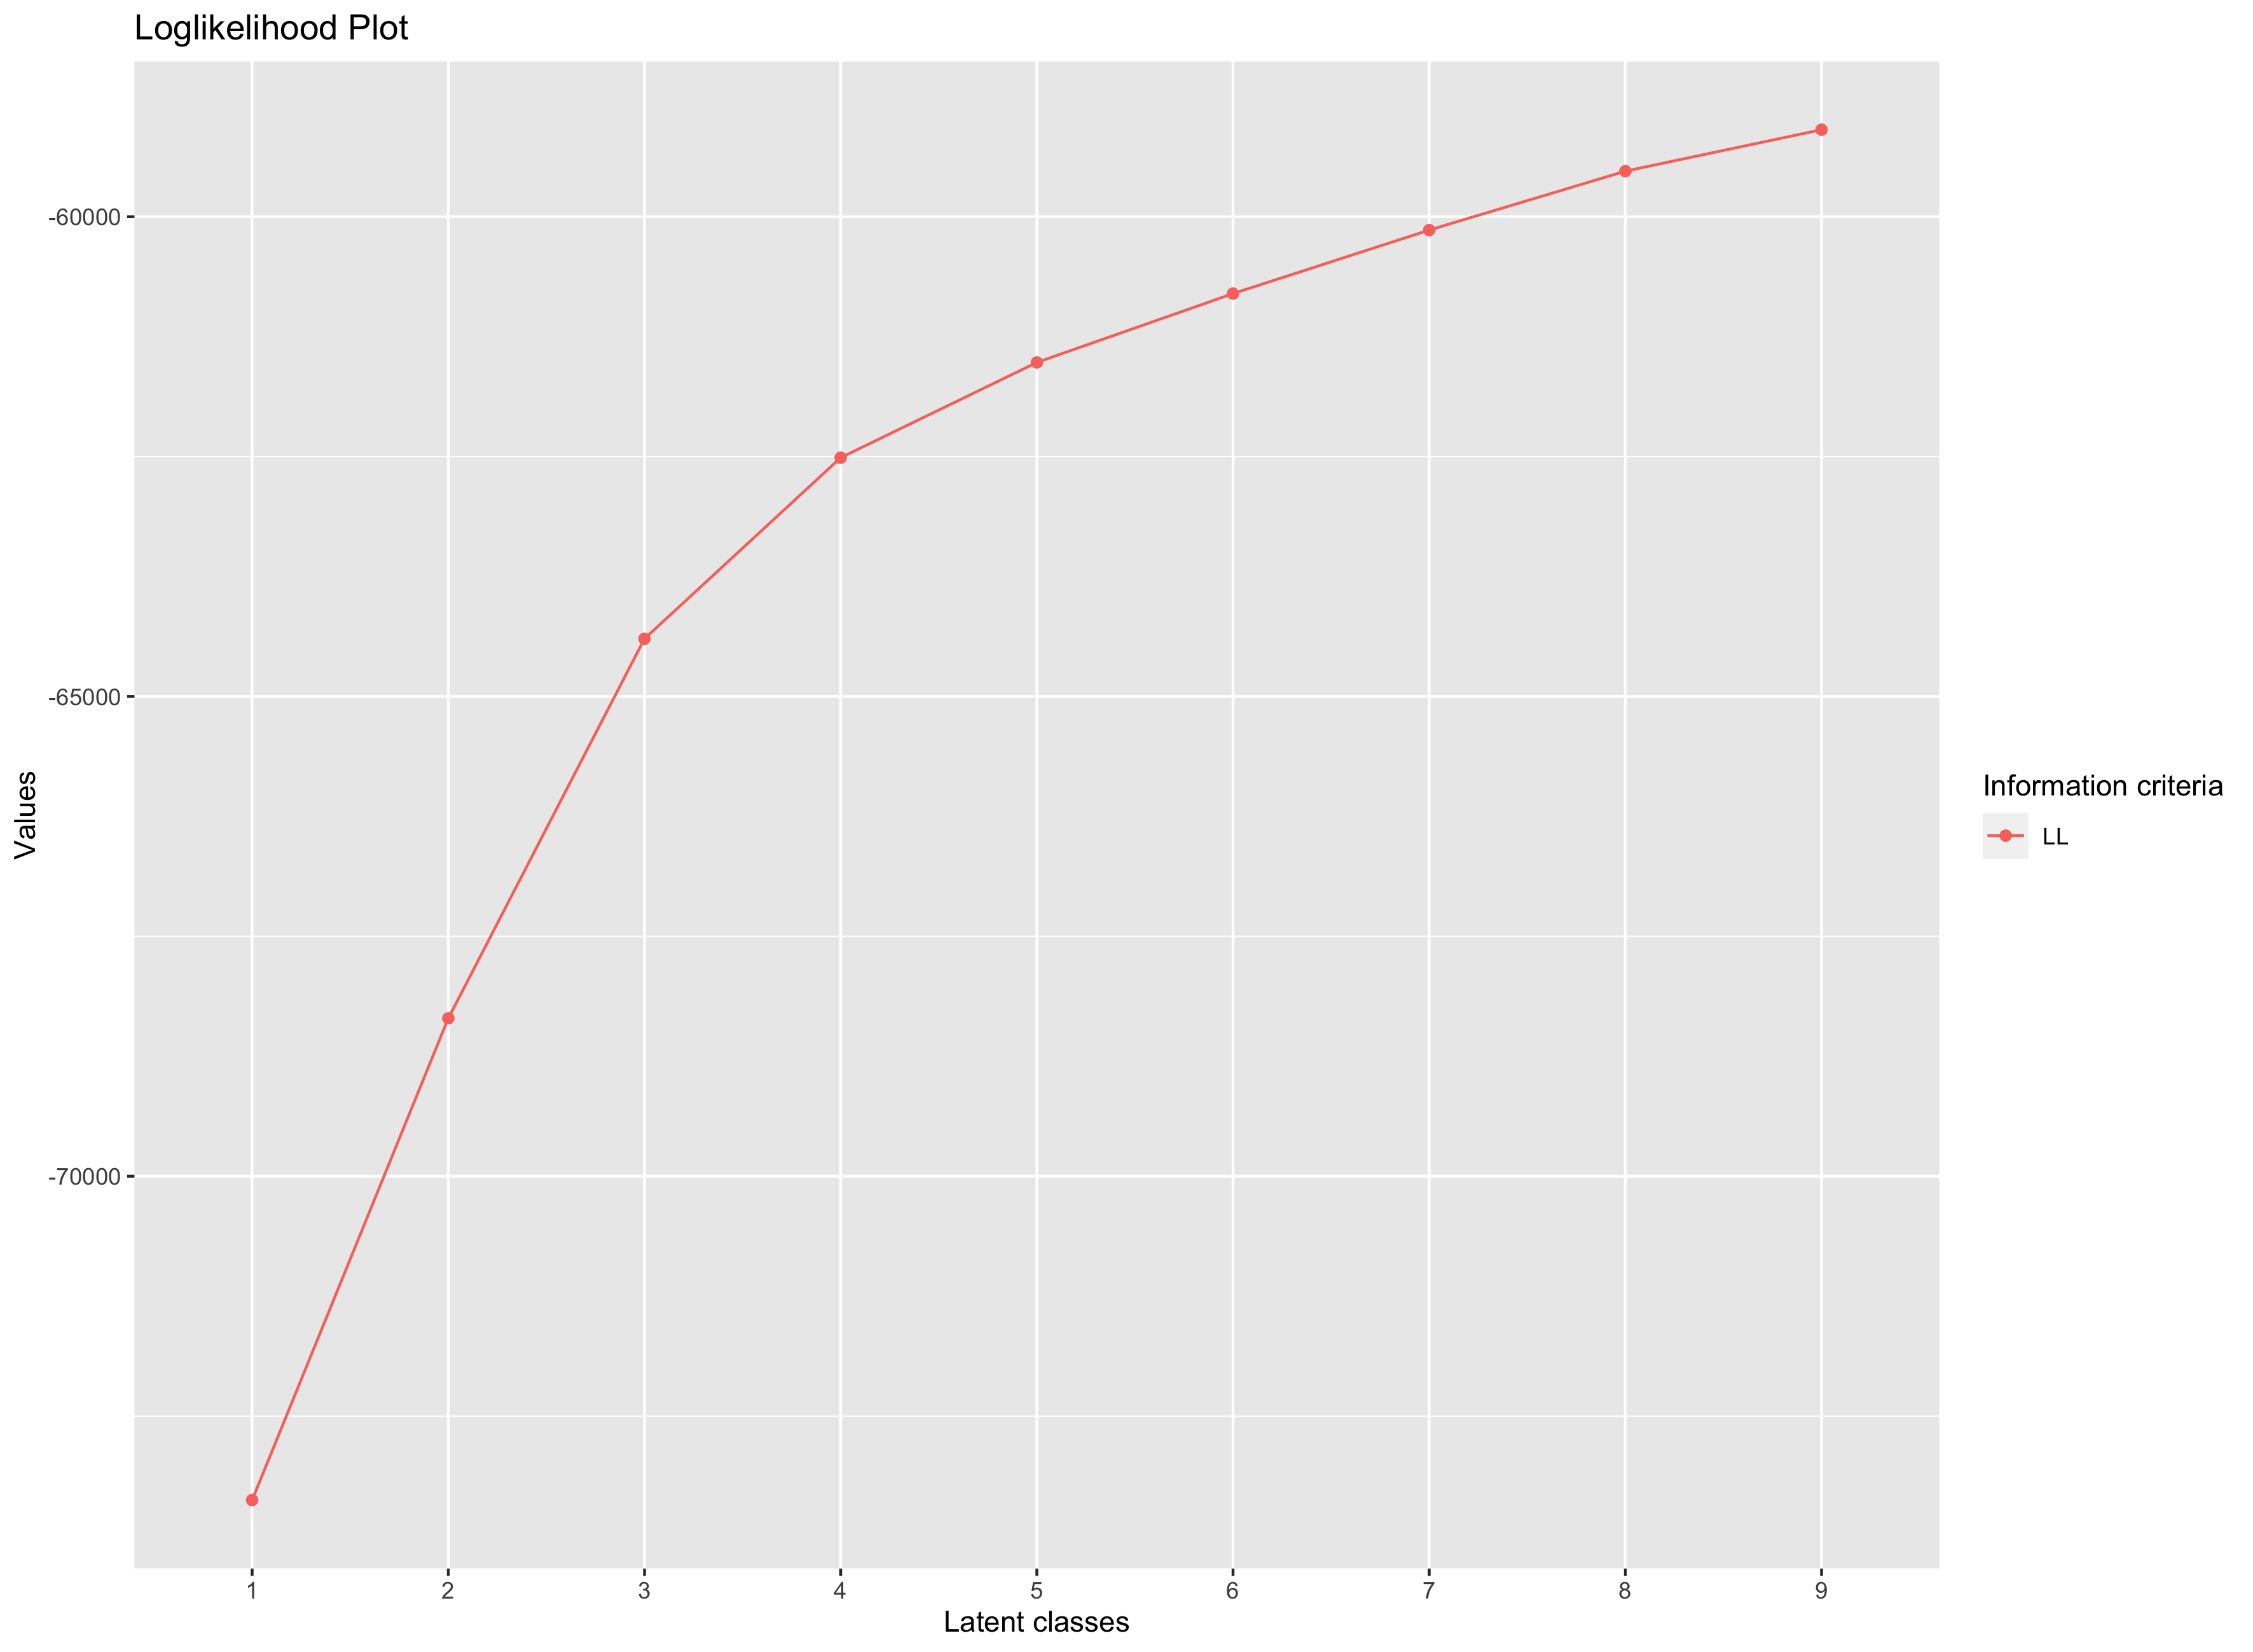 Loglikelihood Plot
-60000
-65000
-70000
Values
1 2 3 4 5 6 7 8 9
Latent classes
Information criteria
LL